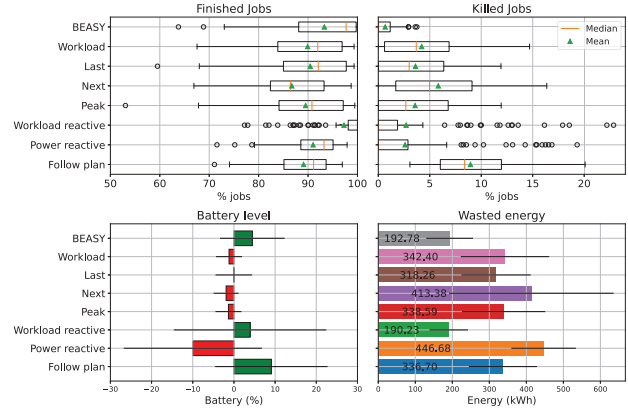 Finished Jobs
Killed Jobs
BEASY
Workload
Last
Next
Peak
Workload reactive
Power reactive
Follow plan
Median
Mean
50 60 70 80 90 100
% jobs
0 5 10 15 20
% jobs
Battery level
Wasted energy
BEASY
Workload
Last
Next
Peak
Workload reactive
Power reactive
Follow plan
192.78
342.40
318.26
413.38
338.59
190.23
446.68
336.70
−30 −20 −10 0 10 20 30
Battery (%)
0 100 200 300 400 500 600
Energy (kWh)